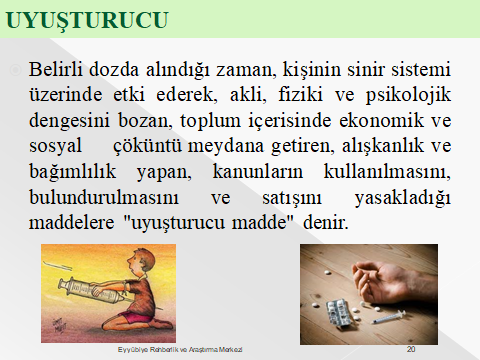 UYUŞTURUCU
Belirli dozda alındığı zaman, kişinin sinir sistemi
üzerinde etki ederek, akli, fiziki ve psikolojik
dengesini bozan, toplum içerisinde ekonomik ve
sosyal çöküntü meydana getiren, alışkanlık ve
bağımlılık yapan, kanunların kullanılmasını,
bulundurulmasını ve satışını yasakladığı
maddelere "uyuşturucu madde" denir.
Eyyübiye Rehberlik ve Araştırma Merkezi
20